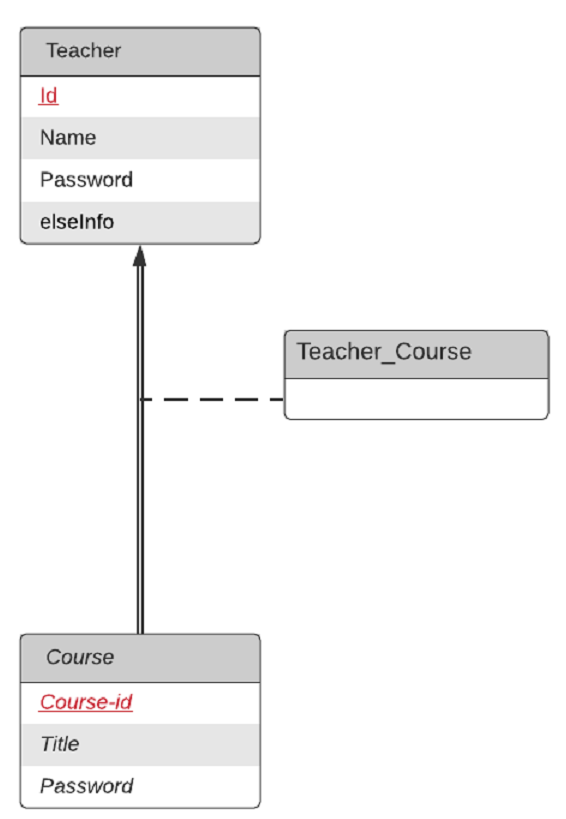 Teacher
Id
Name
Password
elseInfo
Teacher_Course
Course
Course-id
Title
Password